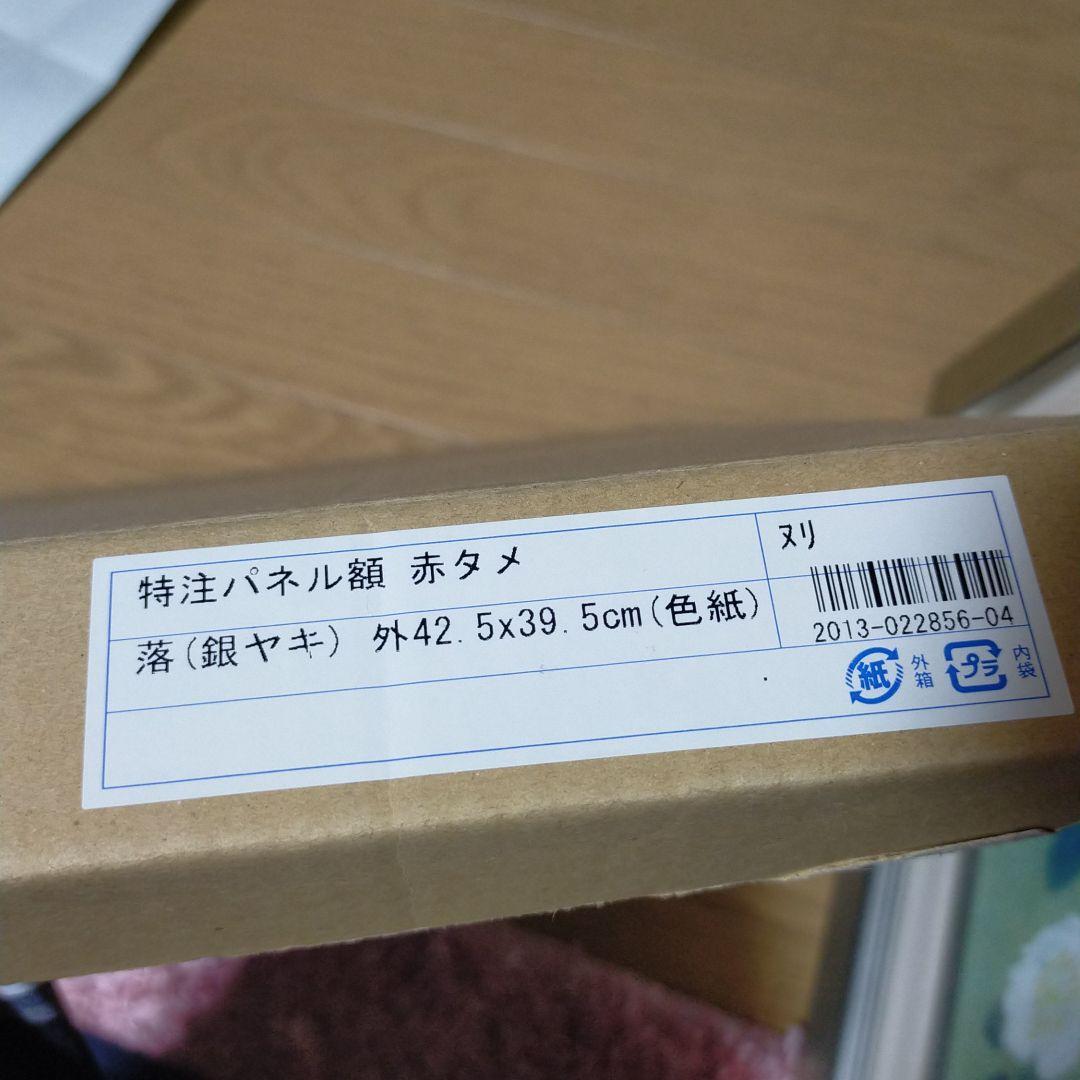 特注パネル額 赤タメ
ヌリ
落(銀ヤキ) 外42.5x39.5cm(色紙)
2013-022856-04
紙 外箱 プラ 内袋